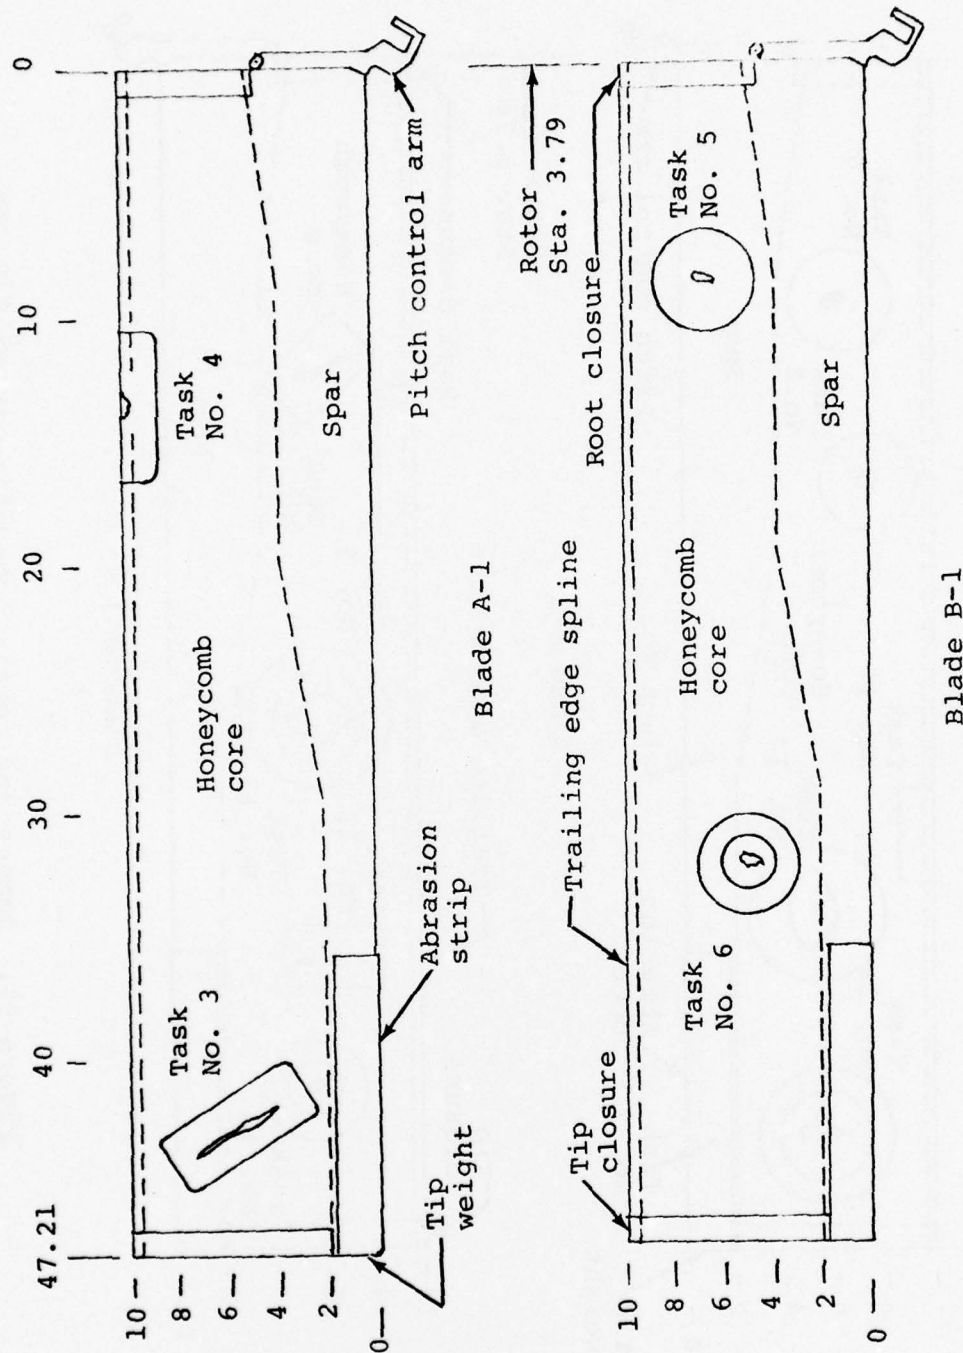 47.21
40
30
20
10
0
10
8
6
4
2
0
Task
No. 3
Honeycomb
core
Task
No. 4
Spar
Tip
weight
Abrasion
strip
Pitch control arm
Blade A-1
Rotor
Sta. 3.79
Trailing edge spline
Root closure
Tip
closure
10
8
6
4
2
0
Task
No. 6
Honeycomb
core
Task
No. 5
Spar
Blade B-1